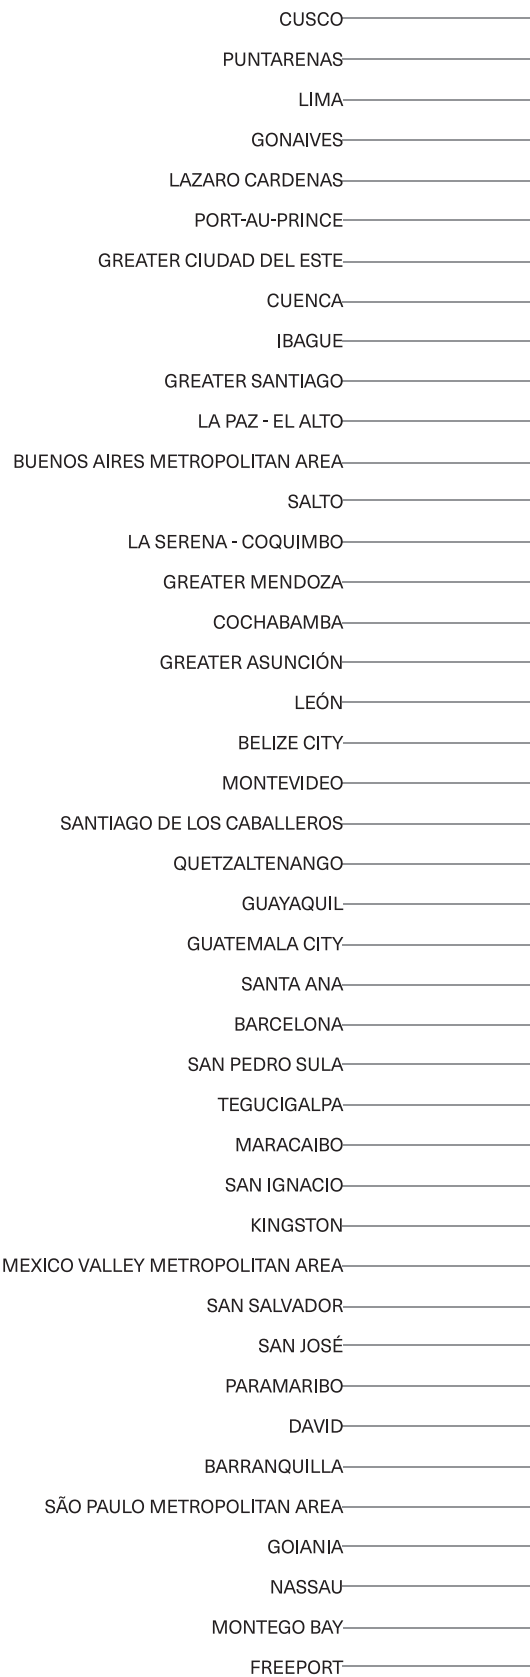 CUSCO
PUNTARENAS
LIMA
GONAIVES
LAZARO CARDENAS
PORT-AU-PRINCE
GREATER CIUDAD DEL ESTE
CUENCA
IBAGUE
GREATER SANTIAGO
LA PAZ - EL ALTO
BUENOS AIRES METROPOLITAN AREA
SALTO
LA SERENA - COQUIMBO
GREATER MENDOZA
COCHABAMBA
GREATER ASUNCIÓN
LEÓN
BELIZE CITY
MONTEVIDEO
SANTIAGO DE LOS CABALLEROS
QUETZALTENANGO
GUAYAQUIL
GUATEMALA CITY
SANTA ANA
BARCELONA
SAN PEDRO SULA
TEGUCIGALPA
MARACAIBO
SAN IGNACIO
KINGSTON
MEXICO VALLEY METROPOLITAN AREA
SAN SALVADOR
SAN JOSÉ
PARAMARIBO
DAVID
BARRANQUILLA
SÃO PAULO METROPOLITAN AREA
GOIANIA
NASSAU
MONTEGO BAY
FREEPORT